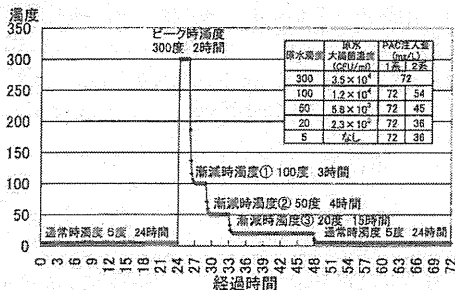 濁度
350
300
250
200
150
100
50
0
ピーク時濁度
300度 2時間
原水濁度 原水大腸菌濃度(CFU/ml) PAC注入量(mg/L)
1系 2系
300 3.5×10⁴ 72
100 1.2×10⁴ 72 54
50 5.8×10³ 72 45
20 2.3×10³ 72 36
5 なし 72 36
漸減時濁度① 100度 3時間
漸減時濁度② 50度 4時間
漸減時濁度③ 20度 15時間
通常時濁度 5度 24時間
通常時濁度 5度 24時間
0 3 6 9 12 15 18 21 24 27 30 33 36 39 42 45 48 51 54 57 60 63 66 69 72
経過時間